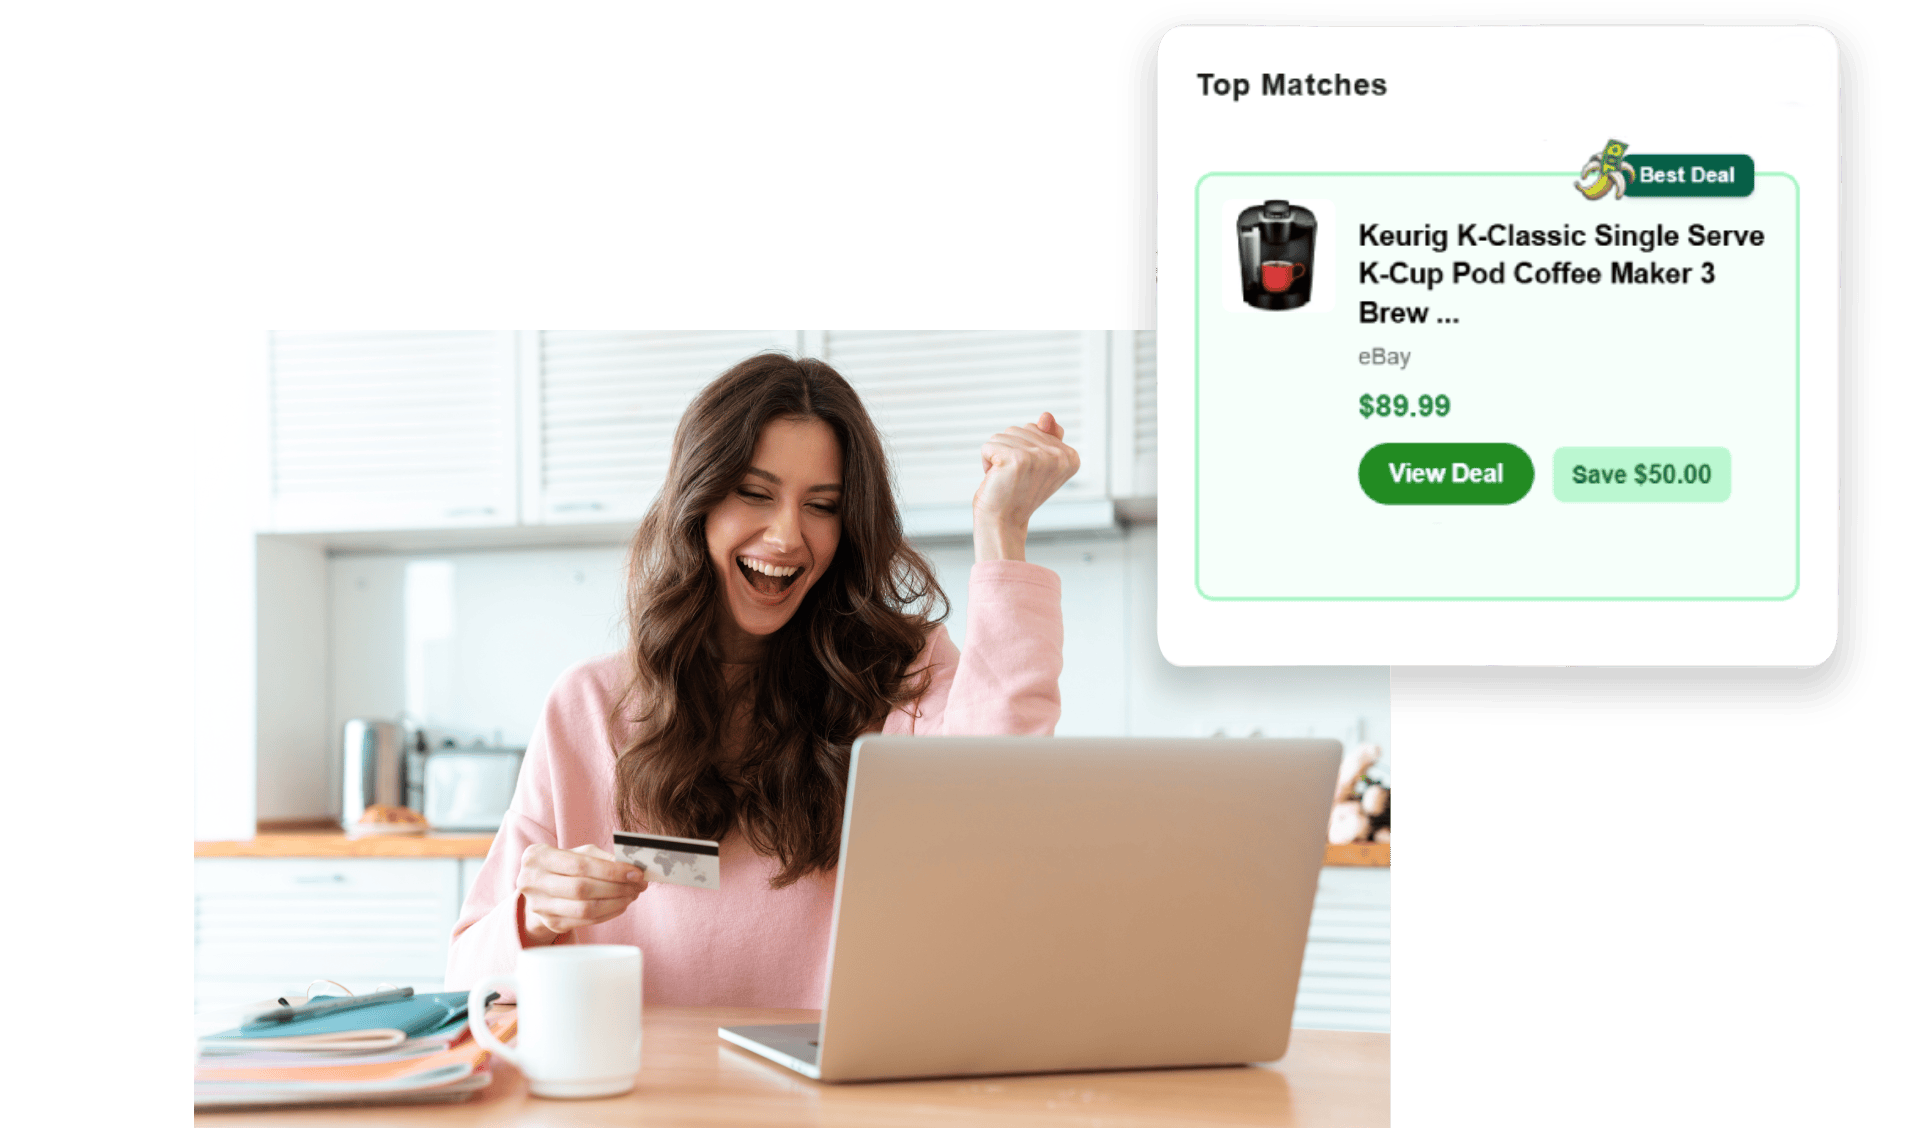 Top Matches
Best Deal
Keurig K-Classic Single Serve
K-Cup Pod Coffee Maker 3
Brew ...
eBay
$89.99
View Deal
Save $50.00